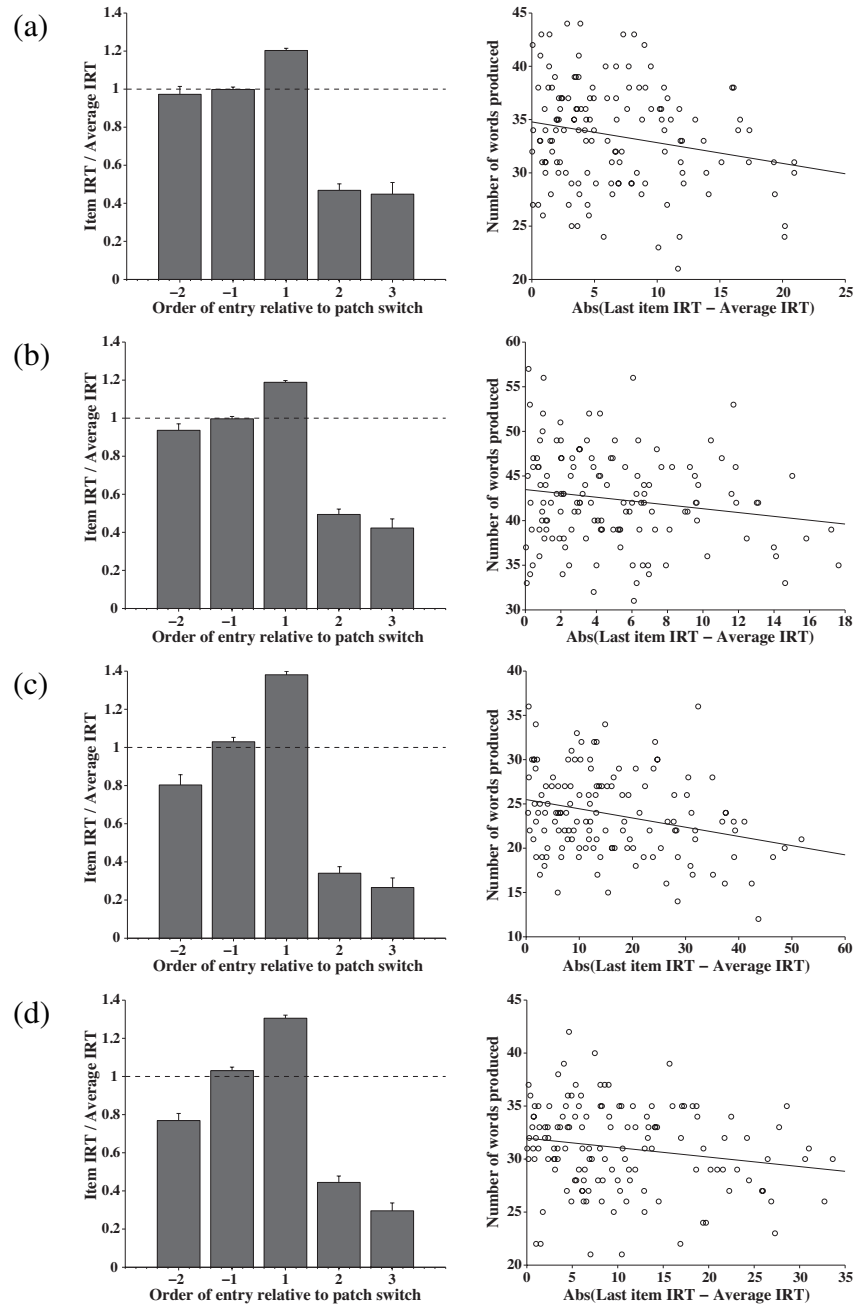 (a)
1.4
1.2
1
0.8
0.6
0.4
0.2
0
Item IRT / Average IRT
−2 −1 1 2 3
Order of entry relative to patch switch
45
40
35
30
25
20
Number of words produced
0 5 10 15 20 25
Abs(Last item IRT − Average IRT)
(b)
1.4
1.2
1
0.8
0.6
0.4
0.2
0
Item IRT / Average IRT
−2 −1 1 2 3
Order of entry relative to patch switch
60
55
50
45
40
35
30
Number of words produced
0 2 4 6 8 10 12 14 16 18
Abs(Last item IRT − Average IRT)
(c)
1.4
1.2
1
0.8
0.6
0.4
0.2
0
Item IRT / Average IRT
−2 −1 1 2 3
Order of entry relative to patch switch
40
35
30
25
20
15
10
Number of words produced
0 10 20 30 40 50 60
Abs(Last item IRT − Average IRT)
(d)
1.4
1.2
1
0.8
0.6
0.4
0.2
0
Item IRT / Average IRT
−2 −1 1 2 3
Order of entry relative to patch switch
45
40
35
30
25
20
Number of words produced
0 5 10 15 20 25 30 35
Abs(Last item IRT − Average IRT)